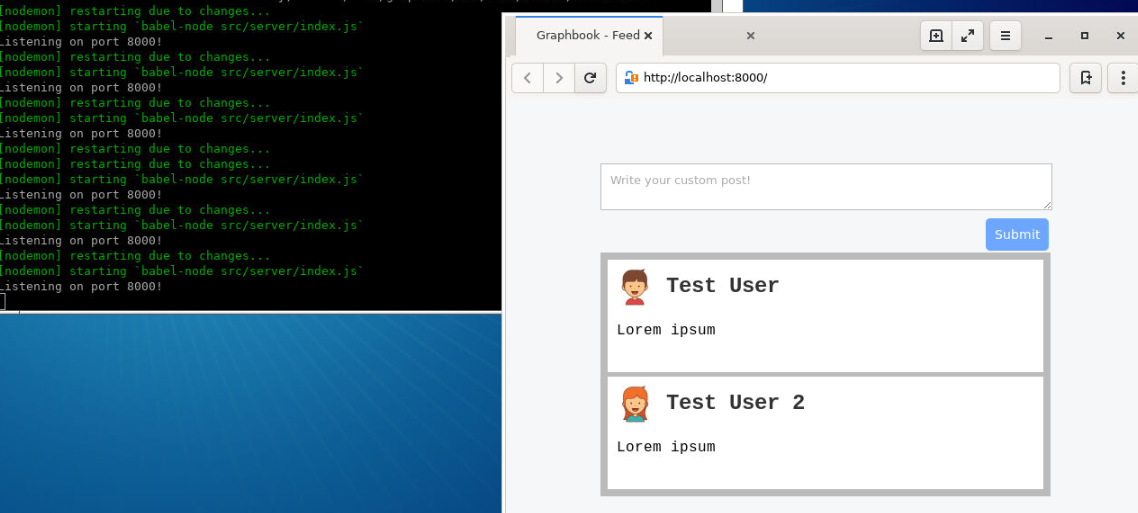 [nodemon] restarting due to changes...
[nodemon] starting `babel-node src/server/index.js`
Listening on port 8000!
[nodemon] restarting due to changes...
[nodemon] starting `babel-node src/server/index.js`
Listening on port 8000!
[nodemon] restarting due to changes...
[nodemon] starting `babel-node src/server/index.js`
Listening on port 8000!
[nodemon] restarting due to changes...
[nodemon] restarting due to changes...
[nodemon] starting `babel-node src/server/index.js`
Listening on port 8000!
[nodemon] restarting due to changes...
[nodemon] starting `babel-node src/server/index.js`
Listening on port 8000!
[nodemon] restarting due to changes...
[nodemon] starting `babel-node src/server/index.js`
Listening on port 8000!
Graphbook - Feed
http://localhost:8000/
Write your custom post!
Submit
Test User
Lorem ipsum
Test User 2
Lorem ipsum